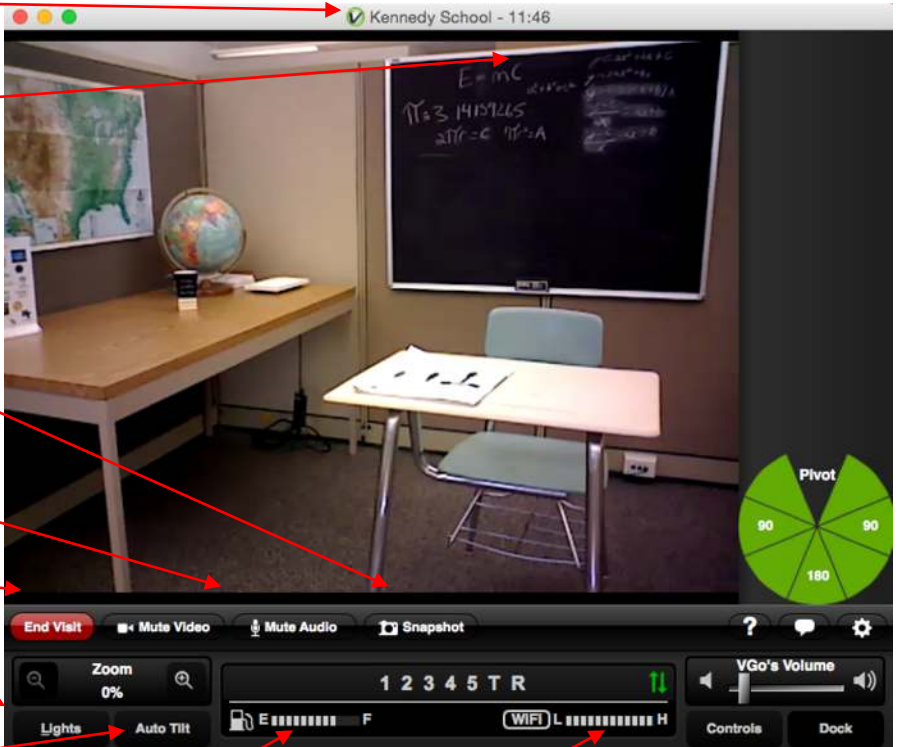 Kennedy School - 11:46
E=mC
π=3.14159265
2πr=C πr²=A
Pivot
90 90
180
End Visit Mute Video Mute Audio Snapshot ?
Zoom
0%
1 2 3 4 5 T R
VGo's Volume
E F WIFI L H
Lights Auto Tilt Controls Dock